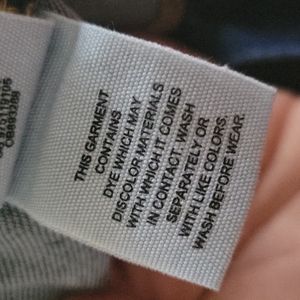 THIS GARMENT
CONTAINS
DYE WHICH MAY
DISCOLOR MATERIALS
WITH WHICH IT COMES
IN CONTACT. WASH
SEPARATELY OR
WITH LIKE COLORS.
WASH BEFORE WEAR.